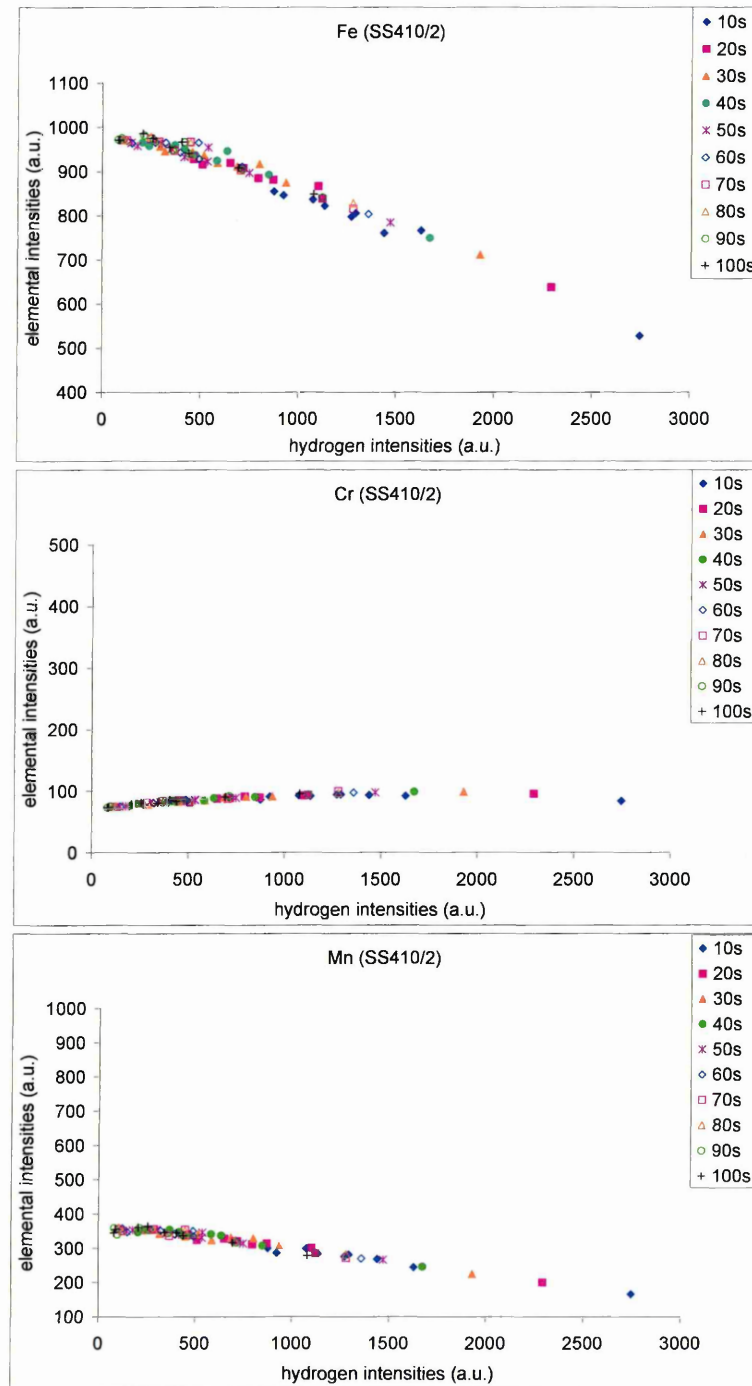 Fe (SS410/2)
elemental intensities (a.u.)
1100
1000
900
800
700
600
500
400
0 500 1000 1500 2000 2500 3000
hydrogen intensities (a.u.)
10s
20s
30s
40s
50s
60s
70s
80s
90s
100s
Cr (SS410/2)
elemental intensities (a.u.)
500
400
300
200
100
0
0 500 1000 1500 2000 2500 3000
hydrogen intensities (a.u.)
10s
20s
30s
40s
50s
60s
70s
80s
90s
100s
Mn (SS410/2)
elemental intensities (a.u.)
1000
900
800
700
600
500
400
300
200
100
0 500 1000 1500 2000 2500 3000
hydrogen intensities (a.u.)
10s
20s
30s
40s
50s
60s
70s
80s
90s
100s